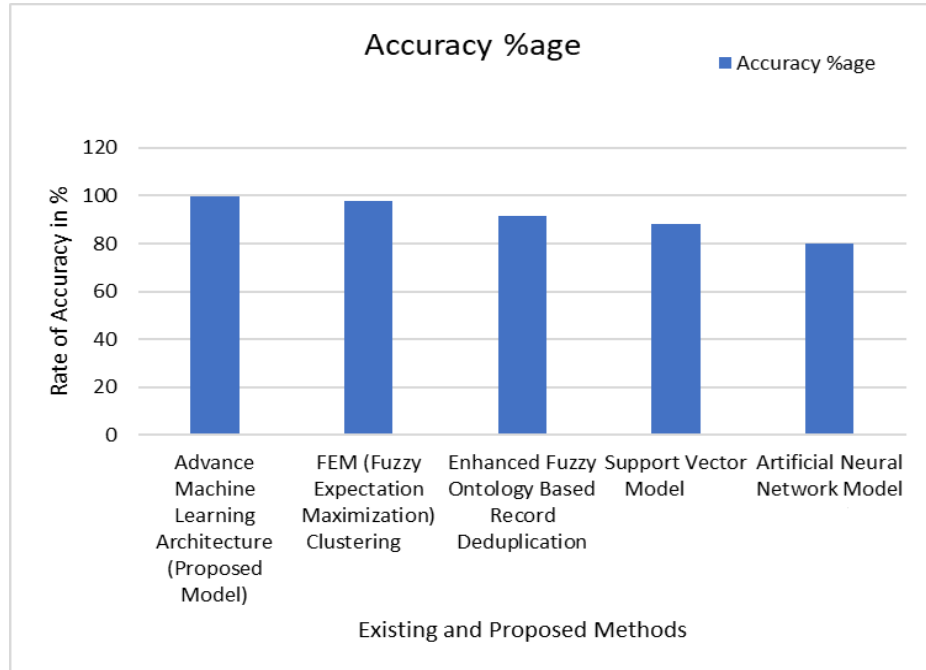 Accuracy %age
Accuracy %age
Rate of Accuracy in %
120
100
80
60
40
20
0
Advance
Machine
Learning
Architecture
(Proposed
Model)
FEM (Fuzzy
Expectation
Maximization)
Clustering
Enhanced Fuzzy
Ontology Based
Record
Deduplication
Support Vector
Model
Artificial Neural
Network Model
Existing and Proposed Methods